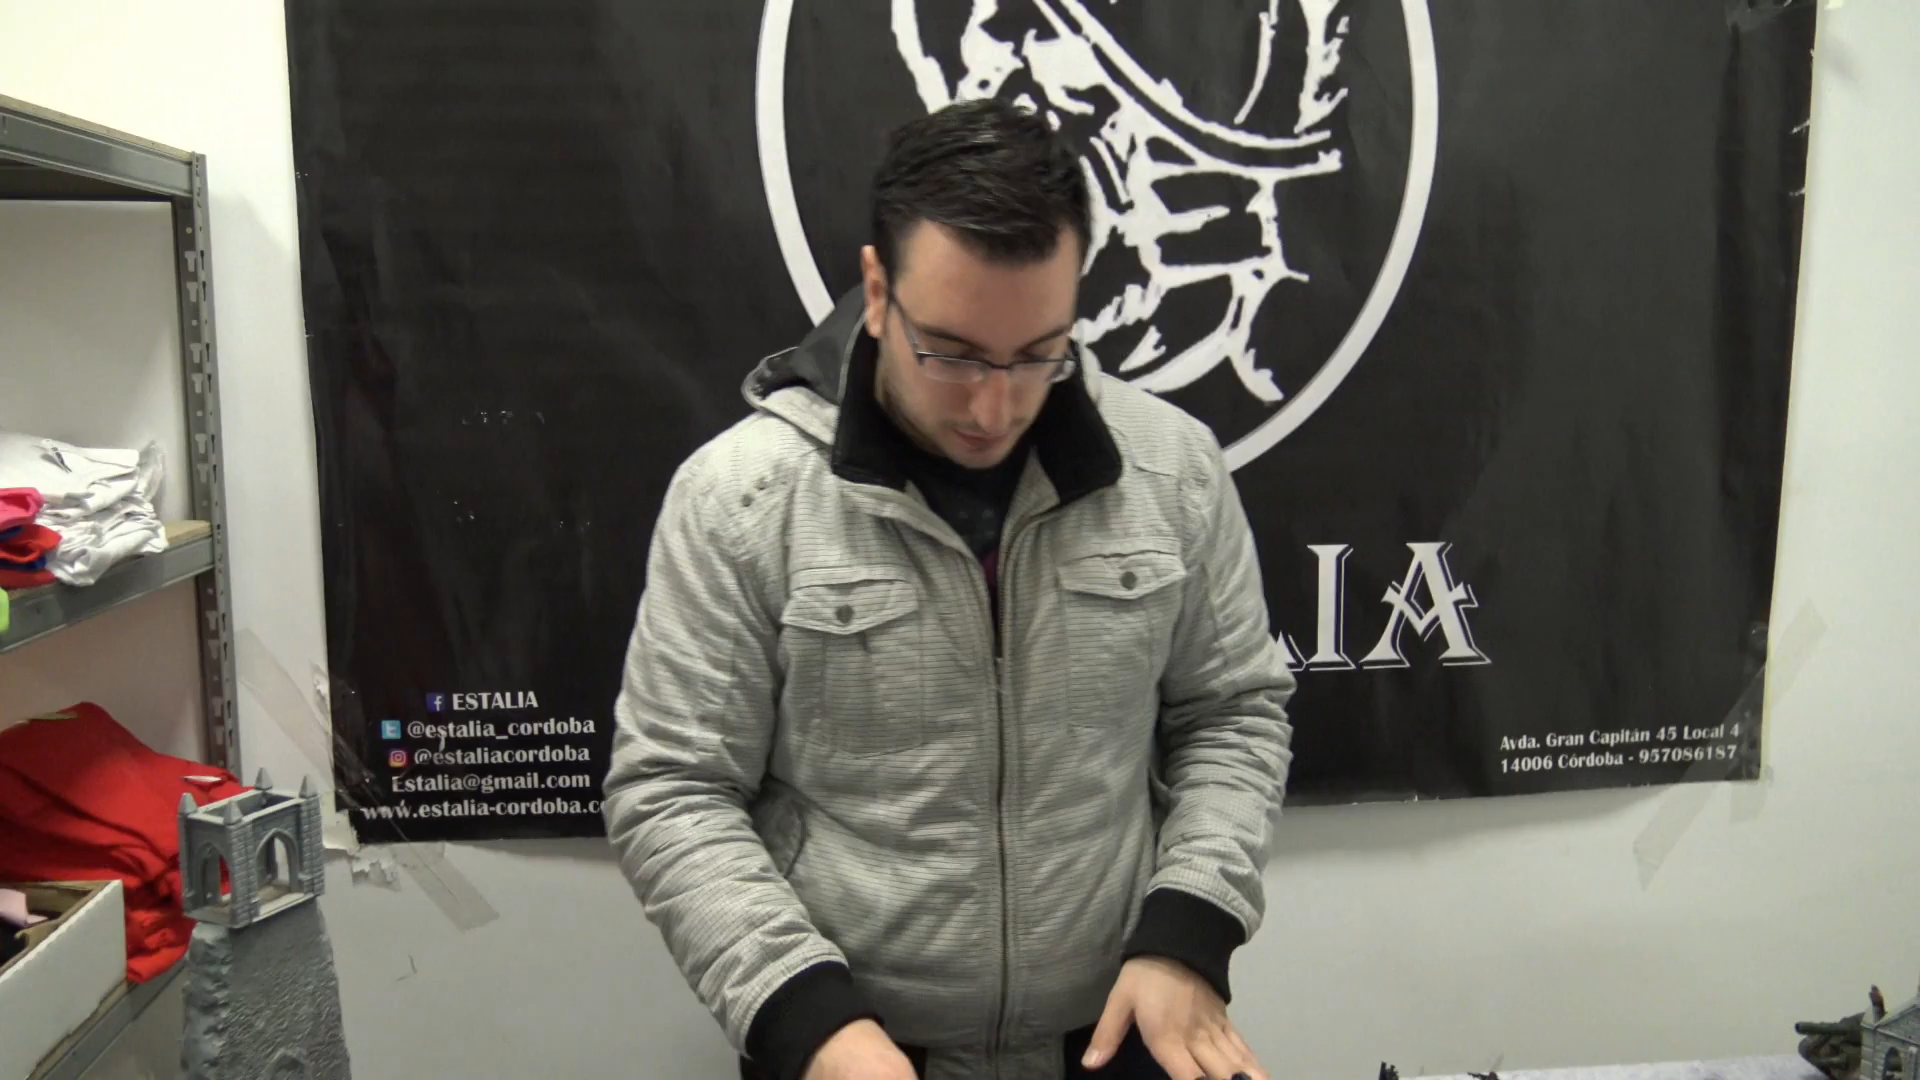 LIA
ESTALIA
@estalia_cordoba
@estaliacordoba
Estalia@gmail.com
www.estalia-cordoba.co
Avda. Gran Capitán 45 Local 4
14006 Córdoba - 957086187